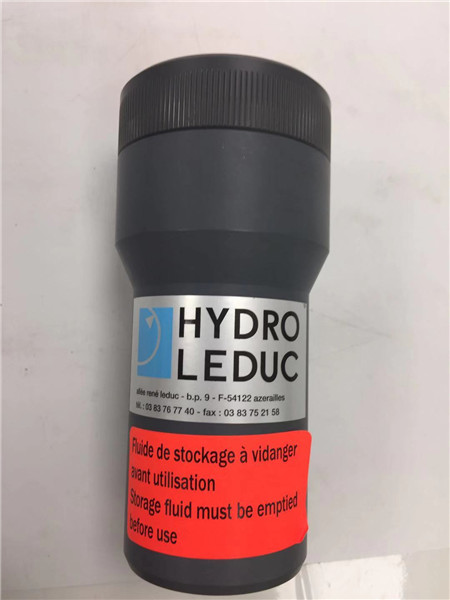 HYDRO
LEDUC
allée rené leduc - b.p. 9 - F-54122 azerailles
tél. : 03 83 76 77 40 - fax : 03 83 75 21 58
Fluide de stockage à vidanger
avant utilisation
Storage fluid must be emptied
before use